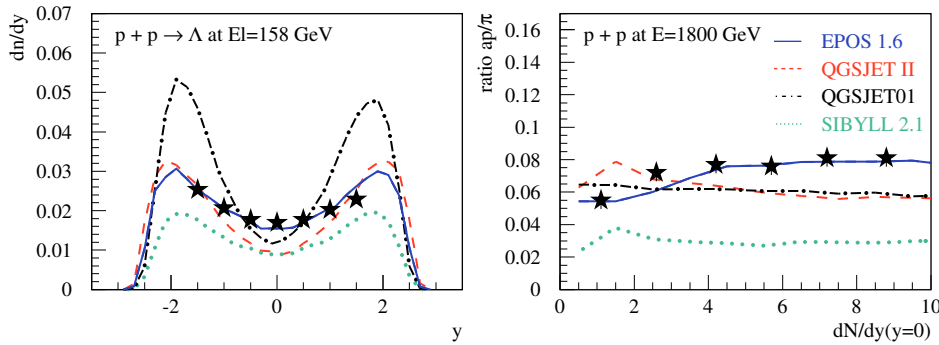 dn/dy
0.07
0.06
0.05
0.04
0.03
0.02
0.01
0
p + p → Λ at El=158 GeV
-2
0
2
y
ratio ap/π
0.16
0.14
0.12
0.1
0.08
0.06
0.04
0.02
0
p + p at E=1800 GeV
EPOS 1.6
QGSJET II
QGSJET01
SIBYLL 2.1
0
2
4
6
8
10
dN/dy(y=0)